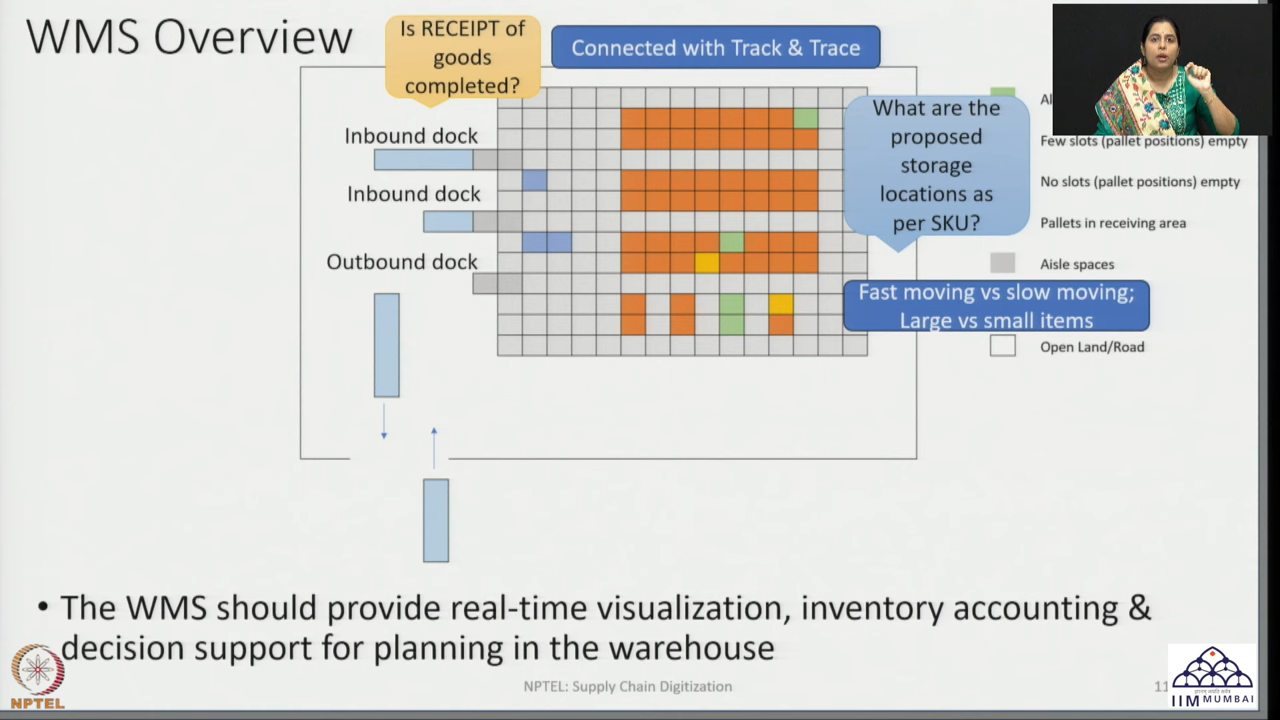 WMS Overview
Is RECEIPT of
goods
completed?
Connected with Track & Trace
Inbound dock
Inbound dock
Outbound dock
What are the
proposed
storage
locations as
per SKU?
Few slots (pallet positions) empty
No slots (pallet positions) empty
Pallets in receiving area
Aisle spaces
Fast moving vs slow moving;
Large vs small items
Open Land/Road
• The WMS should provide real-time visualization, inventory accounting &
decision support for planning in the warehouse
NPTEL
NPTEL: Supply Chain Digitization
11
IIM MUMBAI